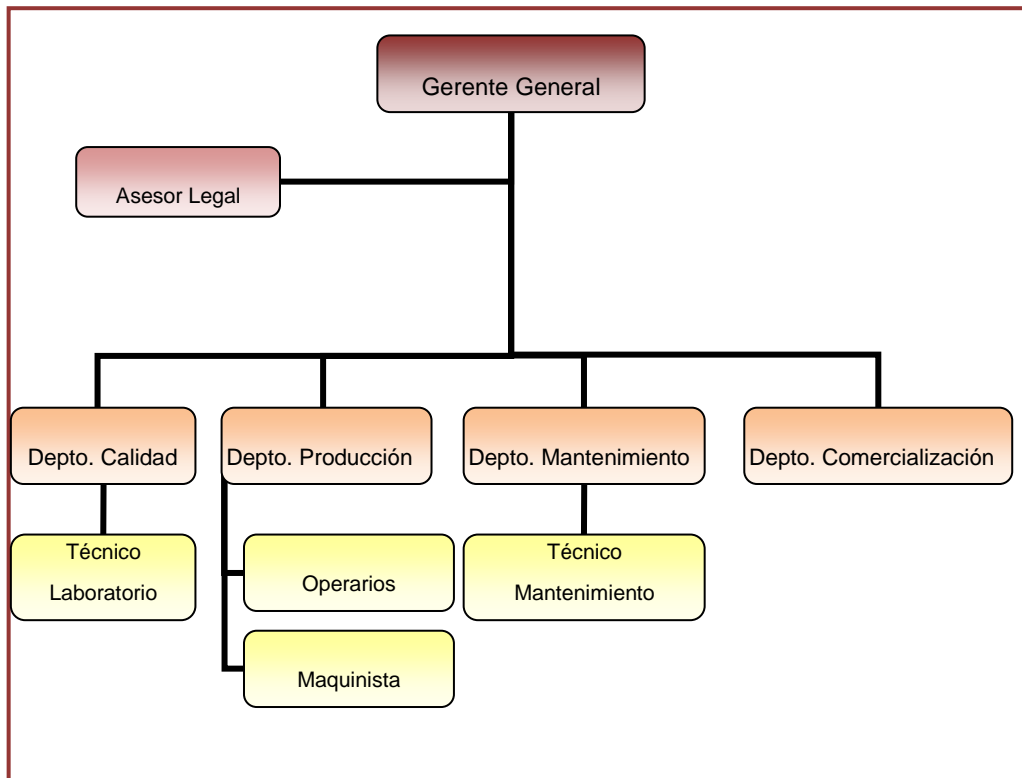 Gerente General
Asesor Legal
Depto. Calidad
Depto. Producción
Depto. Mantenimiento
Depto. Comercialización
Técnico
Laboratorio
Operarios
Maquinista
Técnico
Mantenimiento